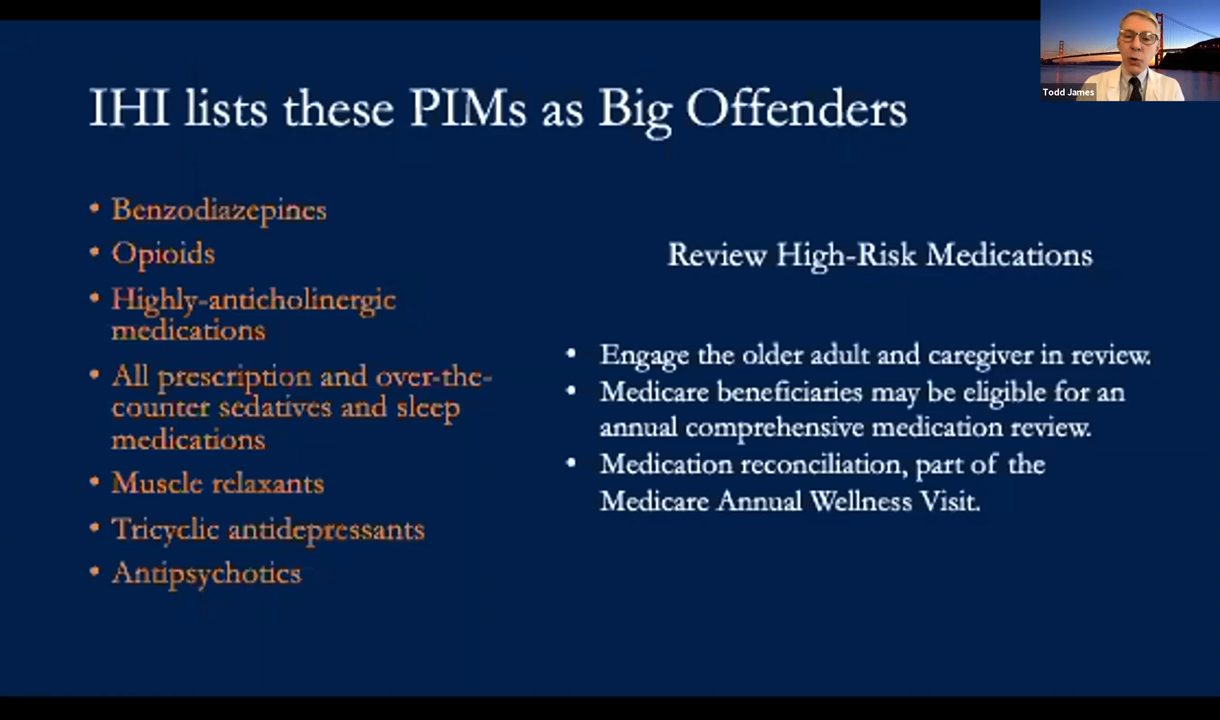 IHI lists these PIMs as Big Offenders
• Benzodiazepines
• Opioids
• Highly-anticholinergic
medications
• All prescription and over-the-
counter sedatives and sleep
medications
• Muscle relaxants
• Tricyclic antidepressants
• Antipsychotics
Review High-Risk Medications
• Engage the older adult and caregiver in review.
• Medicare beneficiaries may be eligible for an
annual comprehensive medication review.
• Medication reconciliation, part of the
Medicare Annual Wellness Visit.
Todd James